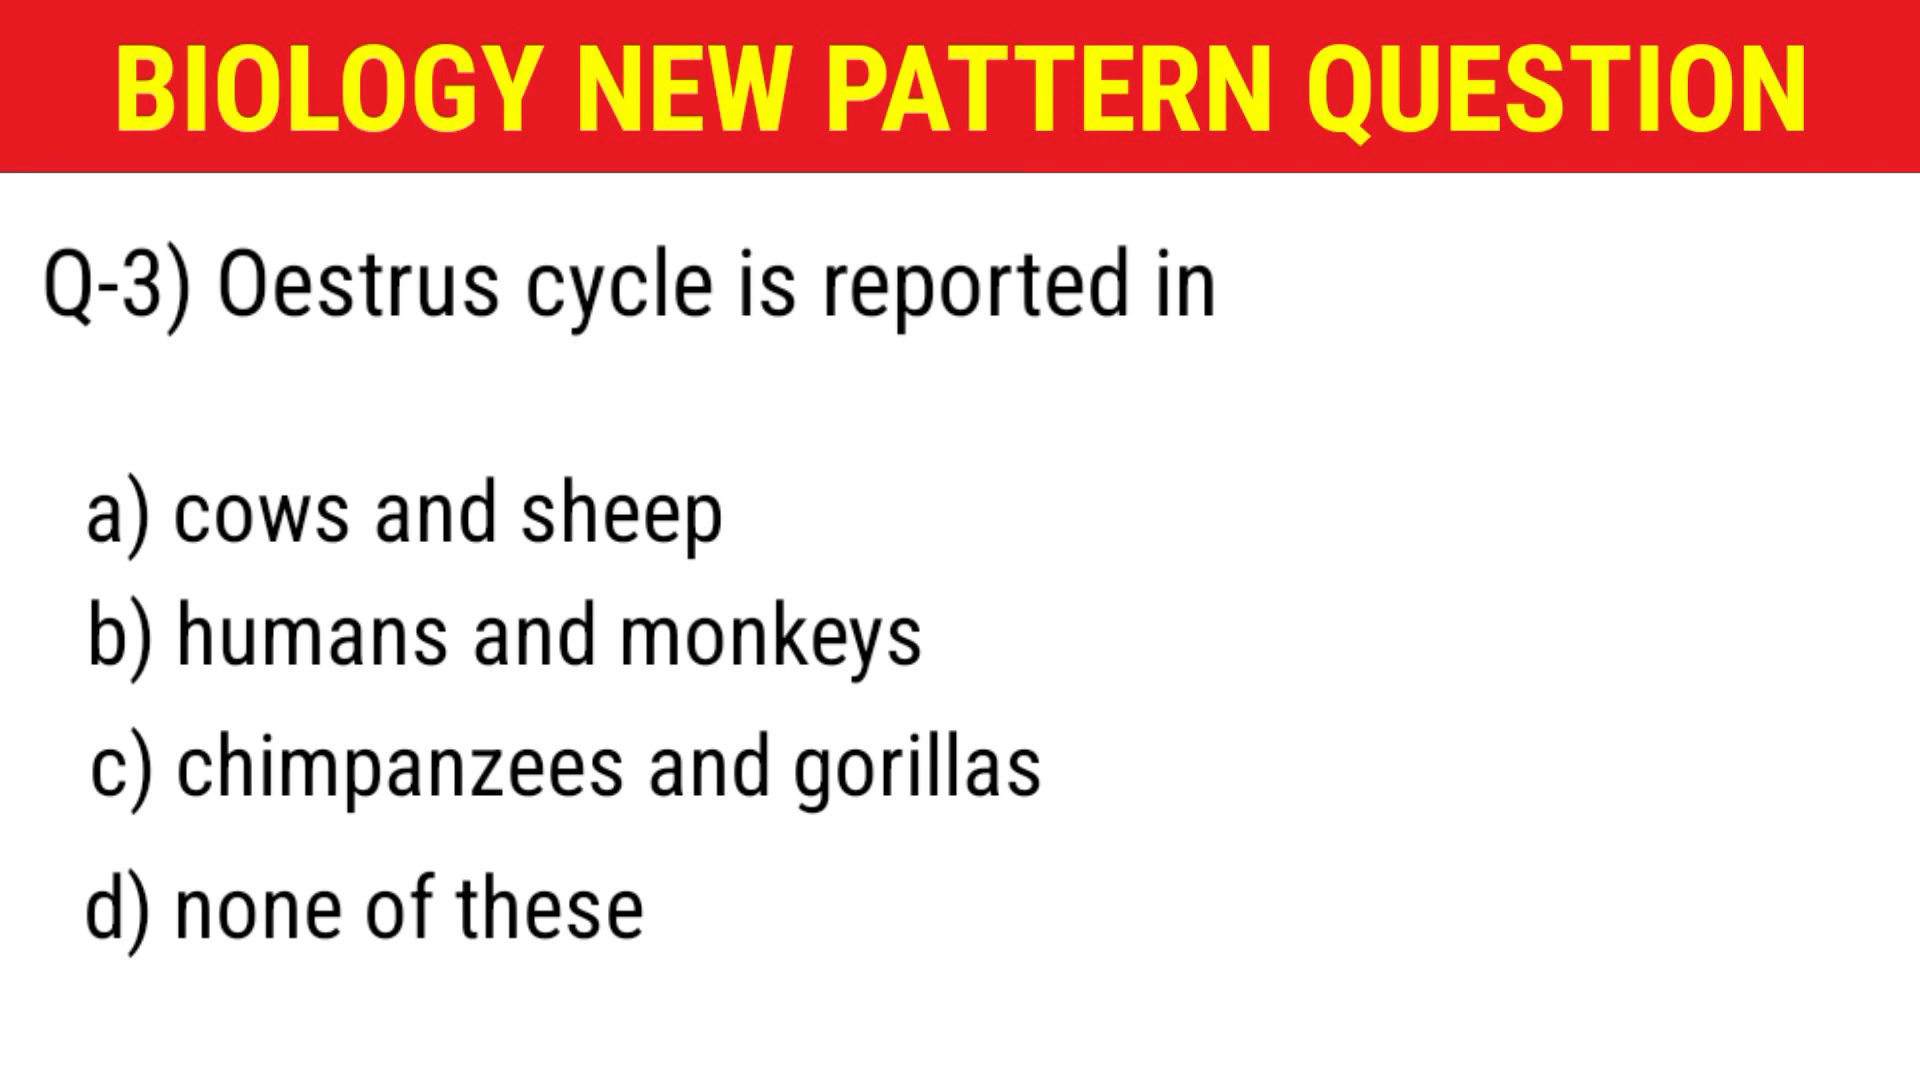 BIOLOGY NEW PATTERN QUESTION
Q-3) Oestrus cycle is reported in
a) cows and sheep
b) humans and monkeys
c) chimpanzees and gorillas
d) none of these